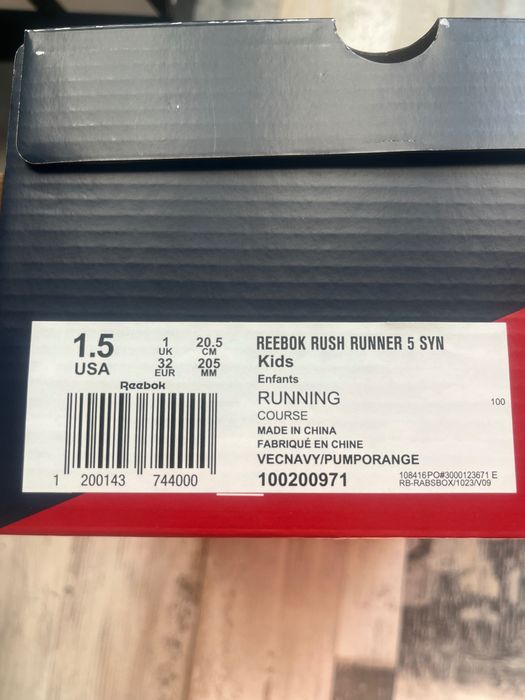 1.5
USA
1
UK
32
EUR
20.5
CM
205
MM
Reebok
1 200143 744000
REEBOK RUSH RUNNER 5 SYN
Kids
Enfants
RUNNING
COURSE
MADE IN CHINA
FABRIQUÉ EN CHINE
VECNAVY/PUMPORANGE
100200971
100
108416PO#3000123671 E
RB-RABSBOX/1023/V09